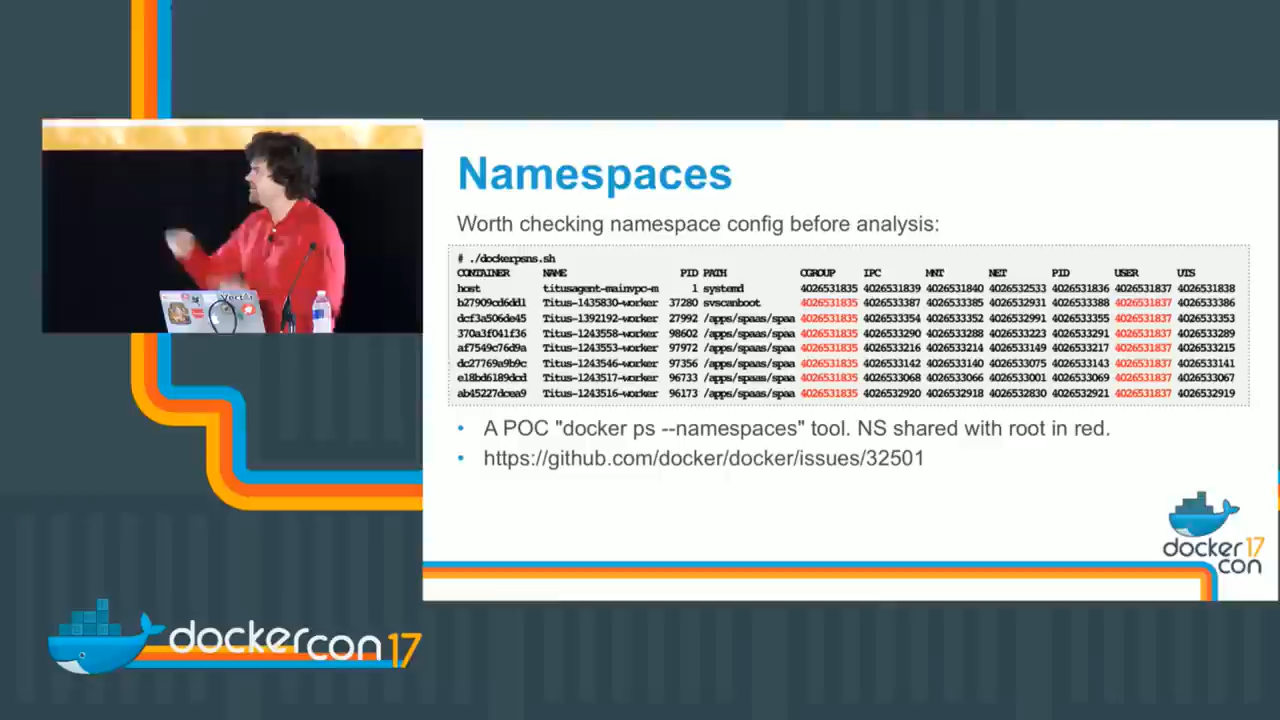 Namespaces
Worth checking namespace config before analysis:
# ./dockerpsns.sh
CONTAINER NAME PID PATH CGROUP IPC MNT NET PID USER UTS
host titusagent-mainvpc-m 1 systemd 4026531835 4026531839 4026531840 4026532533 4026531836 4026531837 4026531838
b27909cd6dd1 Titus-1435830-worker 37280 svscanboot 4026531835 4026533387 4026533385 4026532931 4026533388 4026531837 4026533386
dcf3a506de45 Titus-1392192-worker 27992 /apps/spaas/spaa 4026531835 4026533354 4026533352 4026532991 4026533355 4026531837 4026533353
370a3f041f36 Titus-1243558-worker 98602 /apps/spaas/spaa 4026531835 4026533290 4026533288 4026533223 4026533291 4026531837 4026533289
af7549c76d9a Titus-1243553-worker 97972 /apps/spaas/spaa 4026531835 4026533216 4026533214 4026533149 4026533217 4026531837 4026533215
dc27769a9b9c Titus-1243546-worker 97356 /apps/spaas/spaa 4026531835 4026533142 4026533140 4026533075 4026533143 4026531837 4026533141
e18bd6189dcd Titus-1243517-worker 96733 /apps/spaas/spaa 4026531835 4026533068 4026533066 4026533001 4026533069 4026531837 4026533067
ab45227dcea9 Titus-1243516-worker 96173 /apps/spaas/spaa 4026531835 4026532920 4026532918 4026532830 4026532921 4026531837 4026532919
• A POC "docker ps --namespaces" tool. NS shared with root in red.
• https://github.com/docker/docker/issues/32501
docker 17
con
dockercon 17